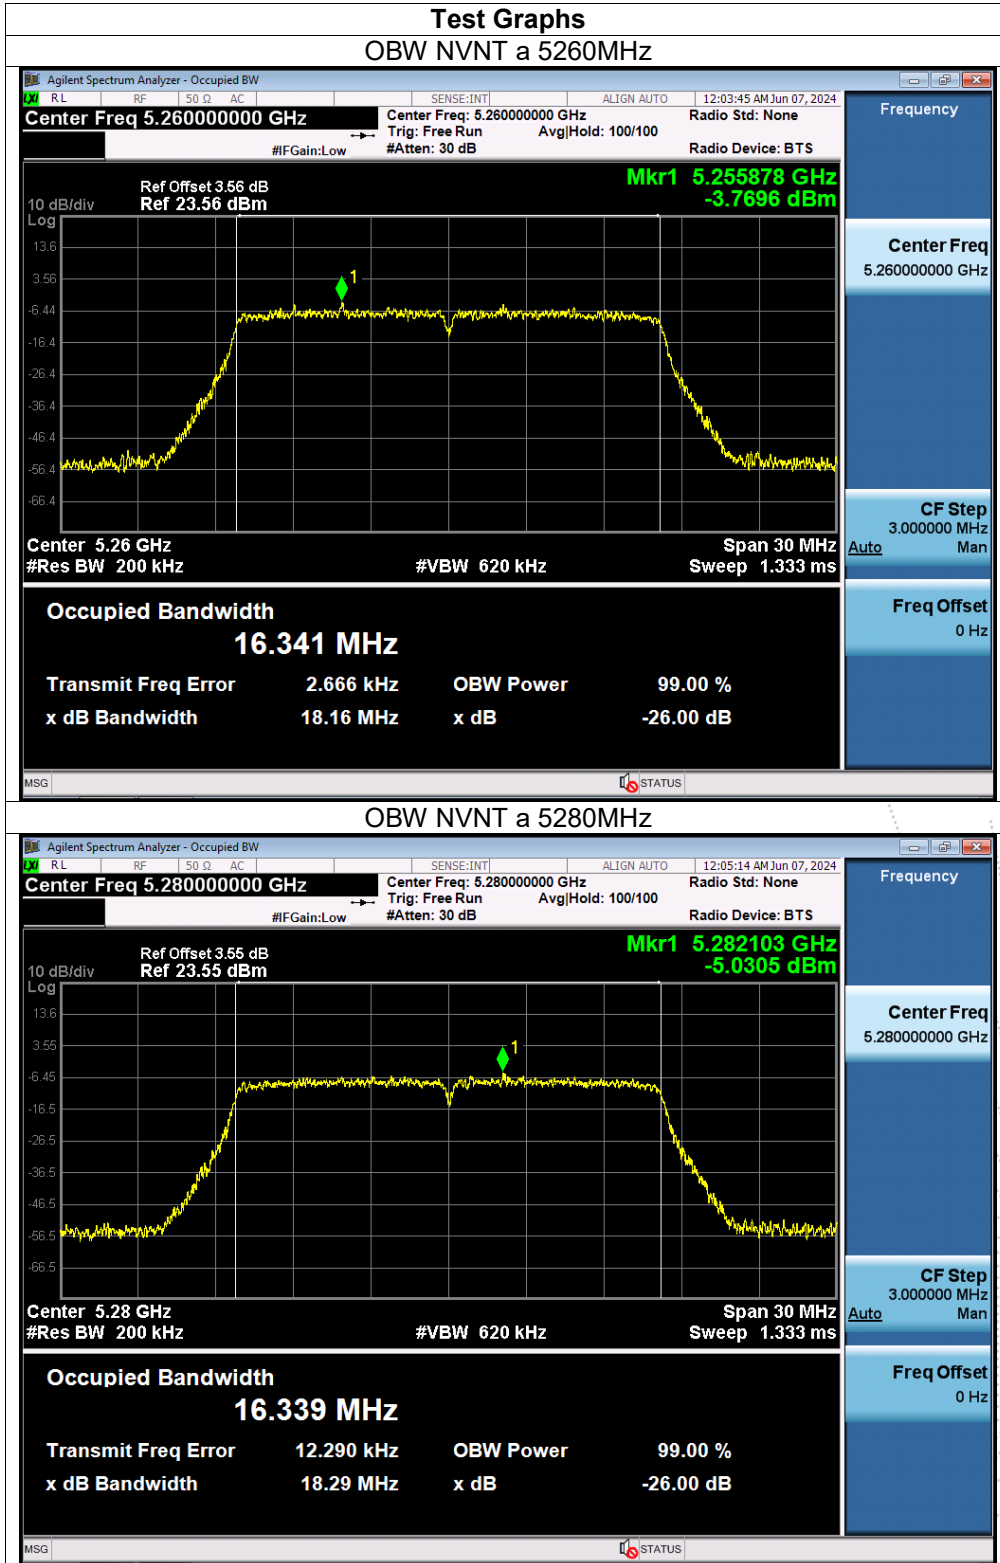 Test Graphs
OBW NVNT a 5260MHz
Agilent Spectrum Analyzer - Occupied BW
LXI RL RF 50 Ω AC SENSE:INT ALIGN AUTO 12:03:45 AM Jun 07, 2024
Center Freq 5.260000000 GHz
Center Freq: 5.260000000 GHz Radio Std: None
Trig: Free Run Avg|Hold: 100/100
#IFGain:Low #Atten: 30 dB Radio Device: BTS
Frequency
Mkr1 5.255878 GHz
-3.7696 dBm
Ref Offset 3.56 dB
10 dB/div Ref 23.56 dBm
Log
13.6
3.56
-6.44
-16.4
-26.4
-36.4
-46.4
-56.4
-66.4
1
Center 5.26 GHz Span 30 MHz
#Res BW 200 kHz #VBW 620 kHz Sweep 1.333 ms
Center Freq
5.260000000 GHz
CF Step
3.000000 MHz
Auto Man
Freq Offset
0 Hz
Occupied Bandwidth
16.341 MHz
Transmit Freq Error 2.666 kHz OBW Power 99.00 %
x dB Bandwidth 18.16 MHz x dB -26.00 dB
MSG STATUS
OBW NVNT a 5280MHz
Agilent Spectrum Analyzer - Occupied BW
LXI RL RF 50 Ω AC SENSE:INT ALIGN AUTO 12:05:14 AM Jun 07, 2024
Center Freq 5.280000000 GHz
Center Freq: 5.280000000 GHz Radio Std: None
Trig: Free Run Avg|Hold: 100/100
#IFGain:Low #Atten: 30 dB Radio Device: BTS
Frequency
Mkr1 5.282103 GHz
-5.0305 dBm
Ref Offset 3.55 dB
10 dB/div Ref 23.55 dBm
Log
13.6
3.55
-6.45
-16.5
-26.5
-36.5
-46.5
-56.5
-66.5
1
Center 5.28 GHz Span 30 MHz
#Res BW 200 kHz #VBW 620 kHz Sweep 1.333 ms
Center Freq
5.280000000 GHz
CF Step
3.000000 MHz
Auto Man
Freq Offset
0 Hz
Occupied Bandwidth
16.339 MHz
Transmit Freq Error 12.290 kHz OBW Power 99.00 %
x dB Bandwidth 18.29 MHz x dB -26.00 dB
MSG STATUS